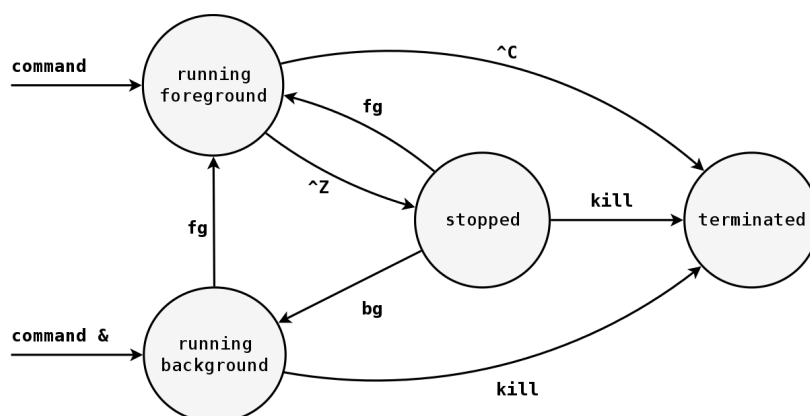 command
running
foreground
^C
fg
^Z
stopped
kill
terminated
fg
bg
command &
running
background
kill